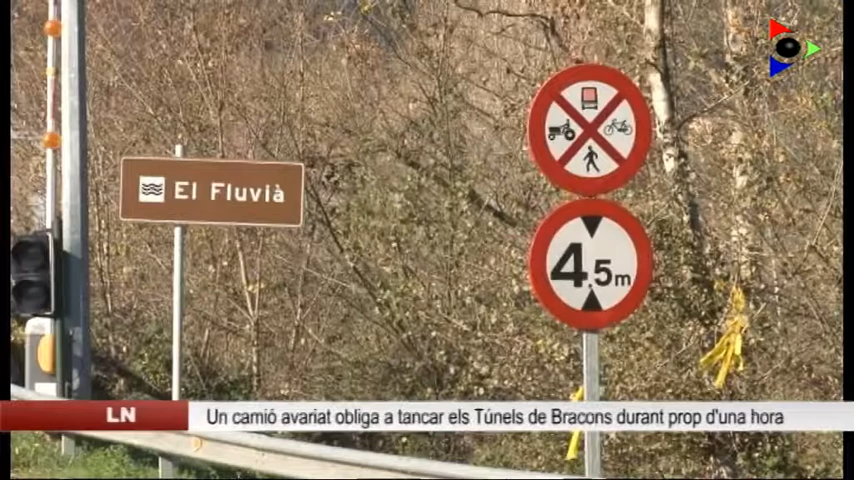 El Fluvià
4.5m
LN Un camió avariat obliga a tancar els Túnels de Bracons durant prop d'una hora